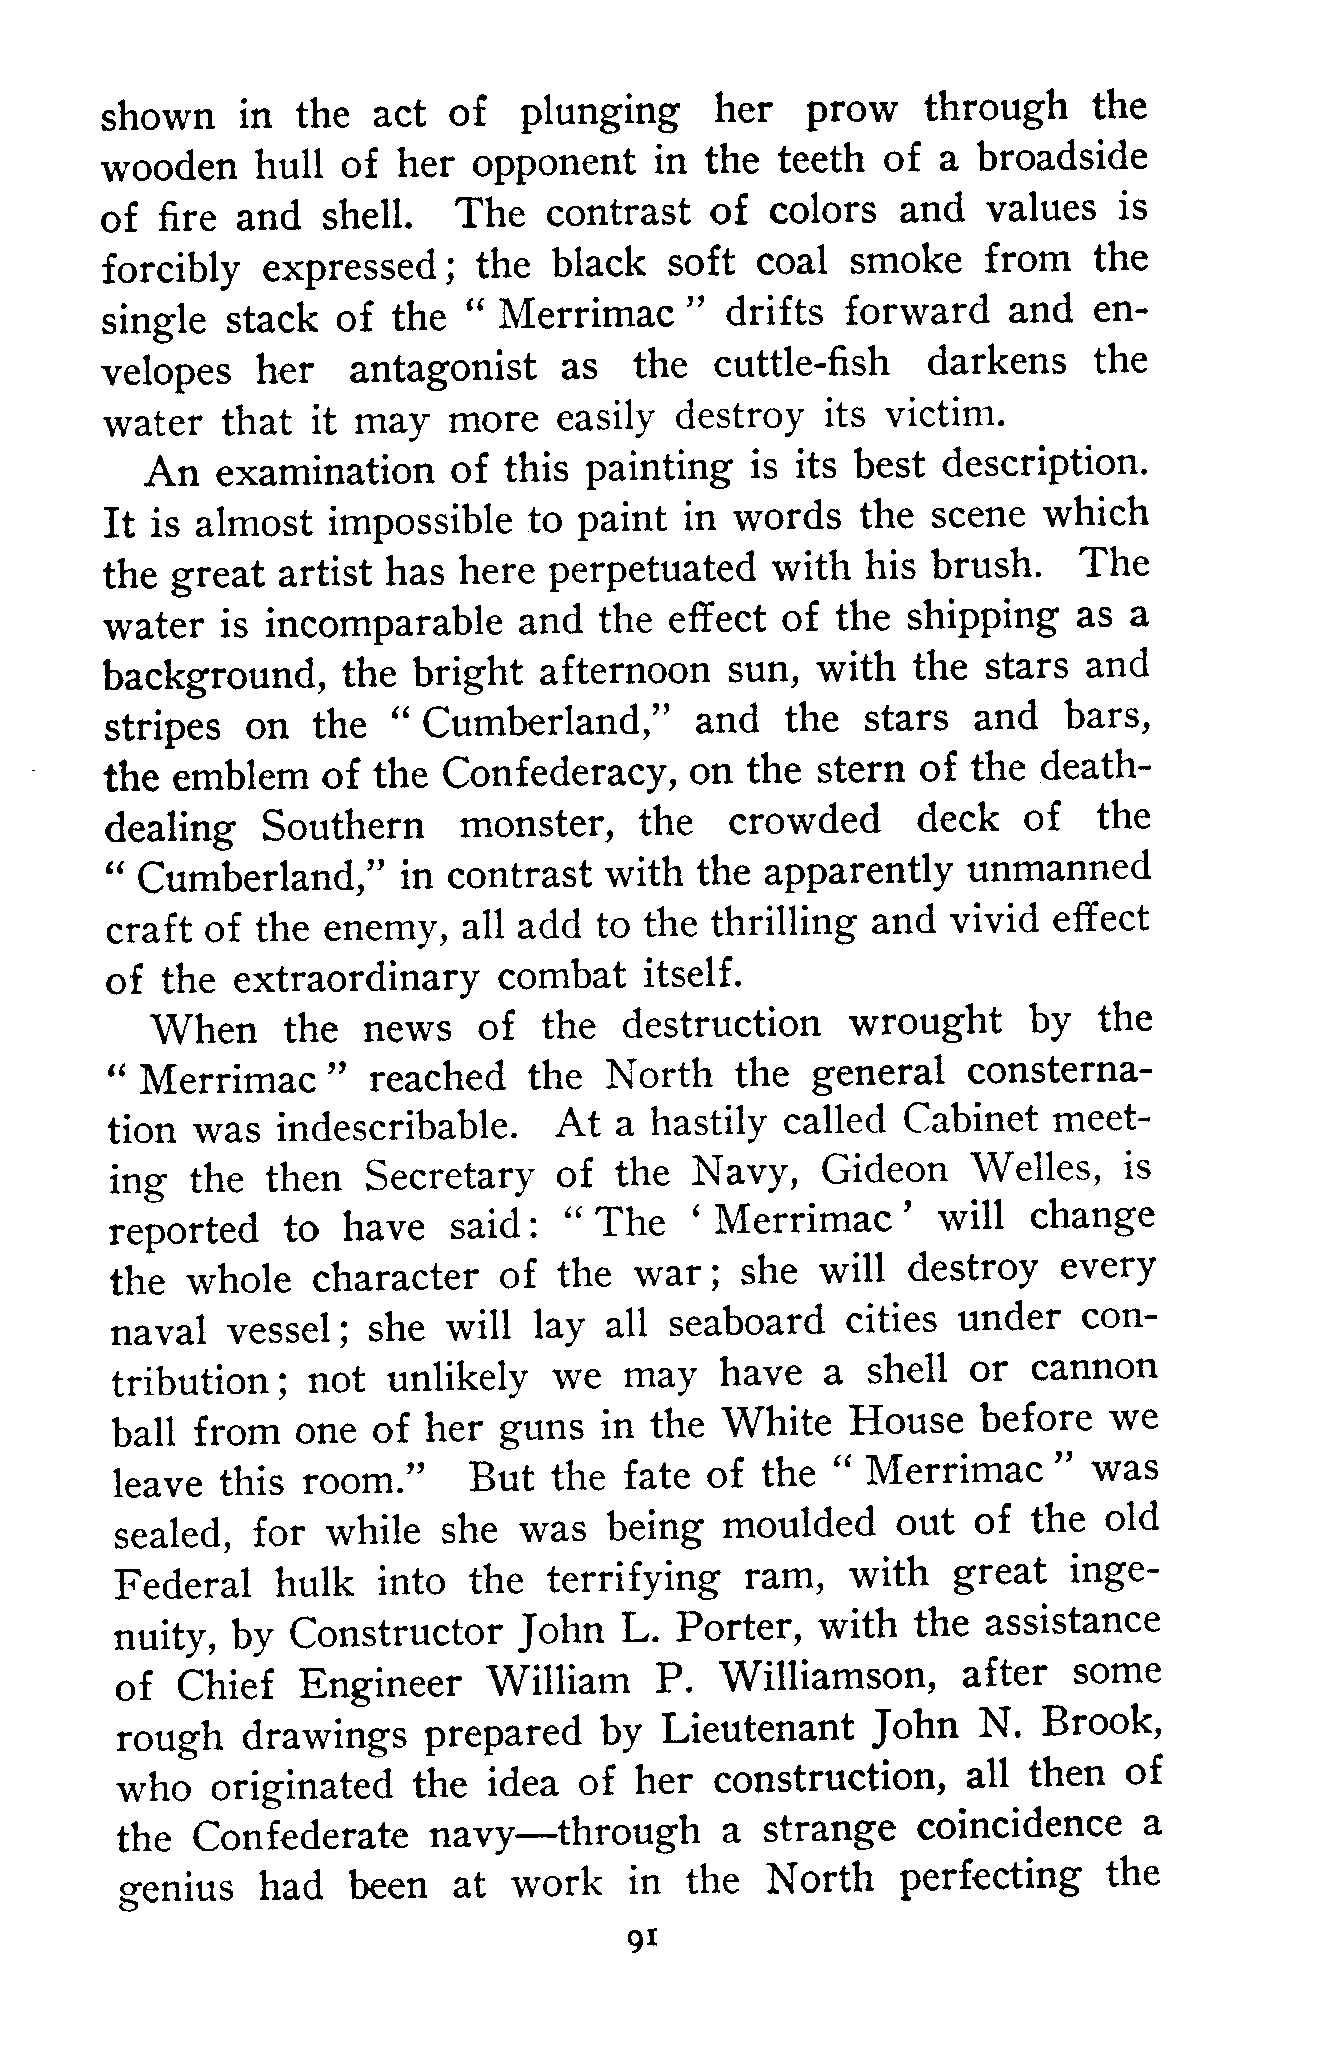 shown in the act of plunging her prow through the
wooden hull of her opponent in the teeth of a broadside
of fire and shell. The contrast of colors and values is
forcibly expressed; the black soft coal smoke from the
single stack of the “ Merrimac ” drifts forward and en-
velopes her antagonist as the cuttle-fish darkens the
water that it may more easily destroy its victim.
An examination of this painting is its best description.
It is almost impossible to paint in words the scene which
the great artist has here perpetuated with his brush. The
water is incomparable and the effect of the shipping as a
background, the bright afternoon sun, with the stars and
stripes on the “ Cumberland,” and the stars and bars,
the emblem of the Confederacy, on the stern of the death-
dealing Southern monster, the crowded deck of the
“ Cumberland,” in contrast with the apparently unmanned
craft of the enemy, all add to the thrilling and vivid effect
of the extraordinary combat itself.
When the news of the destruction wrought by the
“ Merrimac ” reached the North the general consterna-
tion was indescribable. At a hastily called Cabinet meet-
ing the then Secretary of the Navy, Gideon Welles, is
reported to have said: “ The ‘ Merrimac ’ will change
the whole character of the war; she will destroy every
naval vessel; she will lay all seaboard cities under con-
tribution; not unlikely we may have a shell or cannon
ball from one of her guns in the White House before we
leave this room.” But the fate of the “ Merrimac ” was
sealed, for while she was being moulded out of the old
Federal hulk into the terrifying ram, with great inge-
nuity, by Constructor John L. Porter, with the assistance
of Chief Engineer William P. Williamson, after some
rough drawings prepared by Lieutenant John N. Brook,
who originated the idea of her construction, all then of
the Confederate navy—through a strange coincidence a
genius had been at work in the North perfecting the
91